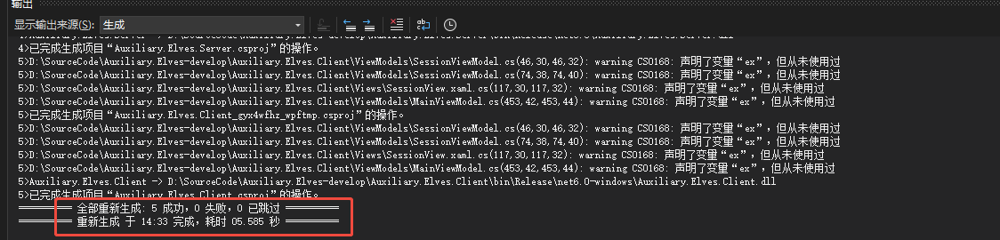 输出
显示输出来源(S): 生成
4>已完成生成项目“Auxiliary.Elves.Server.csproj”的操作。
5>D:\SourceCode\Auxiliary.Elves-develop\Auxiliary.Elves.Client\ViewModels\SessionViewModel.cs(46,30,46,32): warning CS0168: 声明了变量“ex”，但从未使用过
5>D:\SourceCode\Auxiliary.Elves-develop\Auxiliary.Elves.Client\ViewModels\SessionViewModel.cs(74,38,74,40): warning CS0168: 声明了变量“ex”，但从未使用过
5>D:\SourceCode\Auxiliary.Elves-develop\Auxiliary.Elves.Client\Views\SessionView.xaml.cs(117,30,117,32): warning CS0168: 声明了变量“ex”，但从未使用过
5>D:\SourceCode\Auxiliary.Elves-develop\Auxiliary.Elves.Client\ViewModels\MainViewModel.cs(453,42,453,44): warning CS0168: 声明了变量“ex”，但从未使用过
5>已完成生成项目“Auxiliary.Elves.Client_gyx4wfhz_wpftmp.csproj”的操作。
5>D:\SourceCode\Auxiliary.Elves-develop\Auxiliary.Elves.Client\ViewModels\SessionViewModel.cs(46,30,46,32): warning CS0168: 声明了变量“ex”，但从未使用过
5>D:\SourceCode\Auxiliary.Elves-develop\Auxiliary.Elves.Client\ViewModels\SessionViewModel.cs(74,38,74,40): warning CS0168: 声明了变量“ex”，但从未使用过
5>D:\SourceCode\Auxiliary.Elves-develop\Auxiliary.Elves.Client\Views\SessionView.xaml.cs(117,30,117,32): warning CS0168: 声明了变量“ex”，但从未使用过
5>D:\SourceCode\Auxiliary.Elves-develop\Auxiliary.Elves.Client\ViewModels\MainViewModel.cs(453,42,453,44): warning CS0168: 声明了变量“ex”，但从未使用过
5>Auxiliary.Elves.Client -> D:\SourceCode\Auxiliary.Elves-develop\Auxiliary.Elves.Client\bin\Release\net6.0-windows\Auxiliary.Elves.Client.dll
5>已完成生成项目“Auxiliary.Elves.Client.csproj”的操作。
========== 全部重新生成: 5 成功，0 失败，0 已跳过 ==========
========== 重新生成 于 14:33 完成，耗时 05.585 秒 ==========